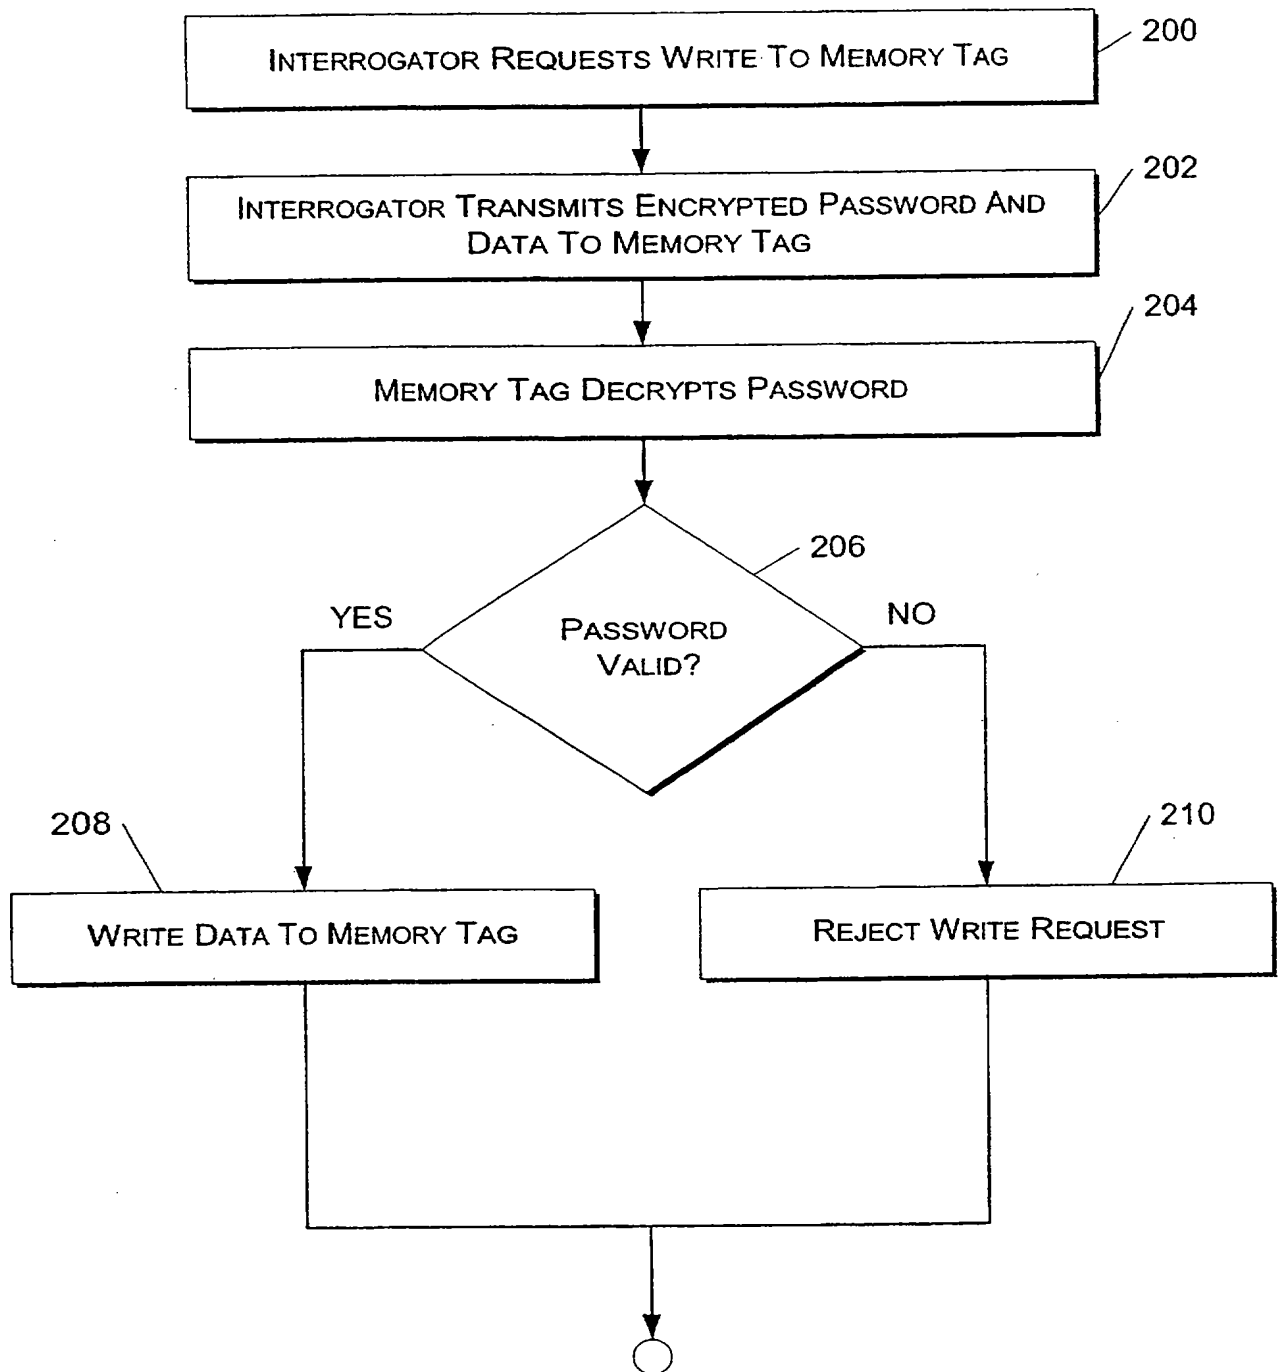 INTERROGATOR REQUESTS WRITE TO MEMORY TAG
200
INTERROGATOR TRANSMITS ENCRYPTED PASSWORD AND
DATA TO MEMORY TAG
202
MEMORY TAG DECRYPTS PASSWORD
204
PASSWORD
VALID?
206
YES
NO
208
WRITE DATA TO MEMORY TAG
210
REJECT WRITE REQUEST